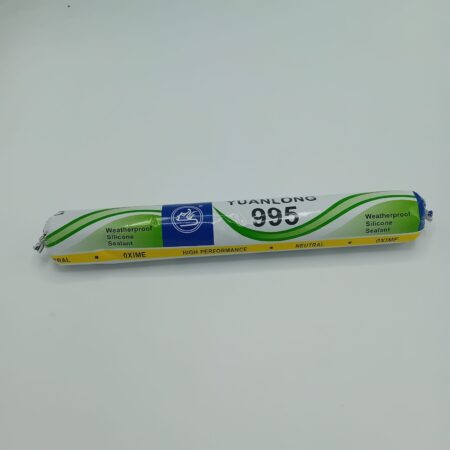 YUANLONG
995
Weatherproof
Silicone
Sealant
Weatherproof
Silicone
Sealant
RAL • OXIME HIGH PERFORMANCE • NEUTRAL • OXIME